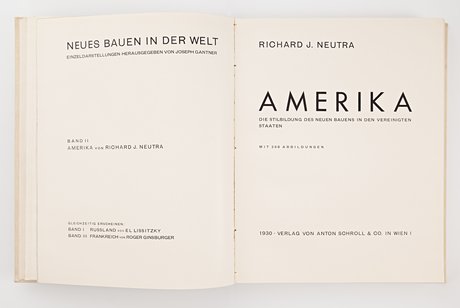 NEUES BAUEN IN DER WELT
EINZELDARSTELLUNGEN HERAUSGEGEBEN VON JOSEPH GANTNER
BAND II
AMERIKA VON RICHARD J. NEUTRA
GLEICHZEITIG ERSCHEINEN:
BAND I RUSSLAND VON EL LISSITZKY
BAND III FRANKREICH VON ROGER GINSBURGER
RICHARD J. NEUTRA
AMERIKA
DIE STILBILDUNG DES NEUEN BAUENS IN DEN VEREINIGTEN
STAATEN
MIT 260 ABBILDUNGEN
1930 · VERLAG VON ANTON SCHROLL & CO. IN WIEN I